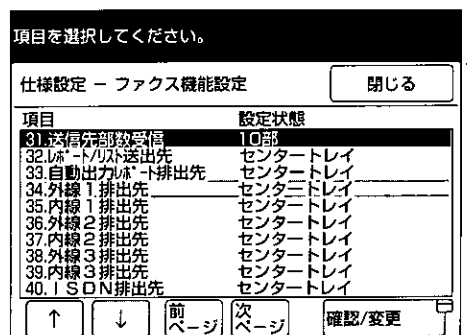 項目を選択してください。
仕様設定 － ファクス機能設定 閉じる
項目 設定状態
31.送信先部数受信 10部
32.ﾚﾎﾟｰﾄ/ﾘｽﾄ送出先 センタートレイ
33.自動出力ﾚﾎﾟｰﾄ排出先 センタートレイ
34.外線１排出先 センタートレイ
35.内線１排出先 センタートレイ
36.外線２排出先 センタートレイ
37.内線２排出先 センタートレイ
38.外線３排出先 センタートレイ
39.内線３排出先 センタートレイ
40.ＩＳＤＮ排出先 センタートレイ
↑ ↓ 前ページ 次ページ 確認/変更